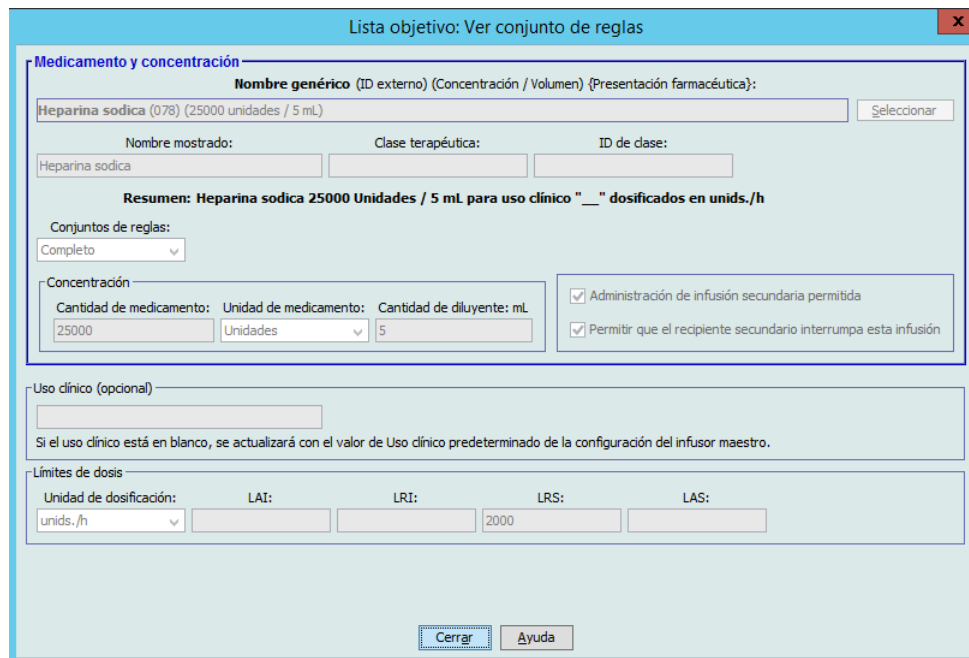 Lista objetivo: Ver conjunto de reglas
x
Medicamento y concentración
Nombre genérico (ID externo) (Concentración / Volumen) {Presentación farmacéutica}:
Heparina sodica (078) (25000 unidades / 5 mL)
Seleccionar
Nombre mostrado: Clase terapéutica: ID de clase:
Heparina sodica
Resumen: Heparina sodica 25000 Unidades / 5 mL para uso clínico "__" dosificados en unids./h
Conjuntos de reglas:
Completo
Concentración
Cantidad de medicamento: Unidad de medicamento: Cantidad de diluyente: mL
25000 Unidades 5
Administración de infusión secundaria permitida
Permitir que el recipiente secundario interrumpa esta infusión
Uso clínico (opcional)
Si el uso clínico está en blanco, se actualizará con el valor de Uso clínico predeterminado de la configuración del infusor maestro.
Límites de dosis
Unidad de dosificación: LAI: LRI: LRS: LAS:
unids./h 2000
Cerrar Ayuda